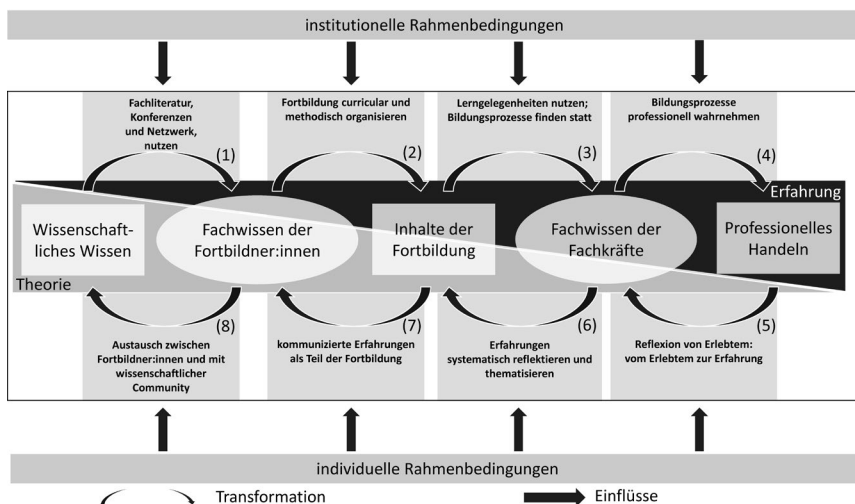 institutionelle Rahmenbedingungen
Fachliteratur,
Konferenzen
und Netzwerk,
nutzen
Fortbildung curricular und
methodisch organisieren
Lerngelegenheiten nutzen;
Bildungsprozesse finden statt
Bildungsprozesse
professionell wahrnehmen
(1)
(2)
(3)
(4)
Erfahrung
Wissenschaft-
liches Wissen
Fachwissen der
Fortbildner:innen
Inhalte der
Fortbildung
Fachwissen der
Fachkräfte
Professionelles
Handeln
Theorie
(8)
(7)
(6)
(5)
Austausch zwischen
Fortbildner:innen und mit
wissenschaftlicher
Community
kommunizierte Erfahrungen
als Teil der Fortbildung
Erfahrungen
systematisch reflektieren und
thematisieren
Reflexion von Erlebtem:
vom Erlebtem zur Erfahrung
individuelle Rahmenbedingungen
Transformation
Einflüsse